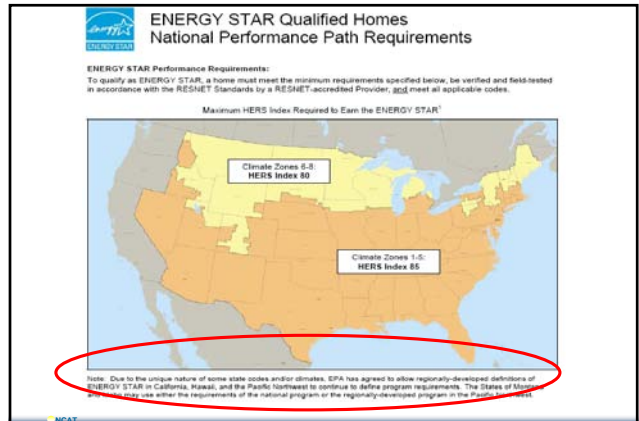 ENERGY STAR Qualified Homes
National Performance Path Requirements
energy
ENERGY STAR
ENERGY STAR Performance Requirements:
To qualify as ENERGY STAR, a home must meet the minimum requirements specified below, be verified and field-tested
in accordance with the RESNET Standards by a RESNET-accredited Provider, and meet all applicable codes.
Maximum HERS Index Required to Earn the ENERGY STAR¹
Climate Zones 6-8:
HERS Index 80
Climate Zones 1-5:
HERS Index 85
Note: Due to the unique nature of some state codes and/or climates, EPA has agreed to allow regionally-developed definitions of
ENERGY STAR in California, Hawaii, and the Pacific Northwest to continue to define program requirements. The States of Montana
and Idaho may use either the requirements of the national program or the regionally-developed program in the Pacific Northwest.
NCAT